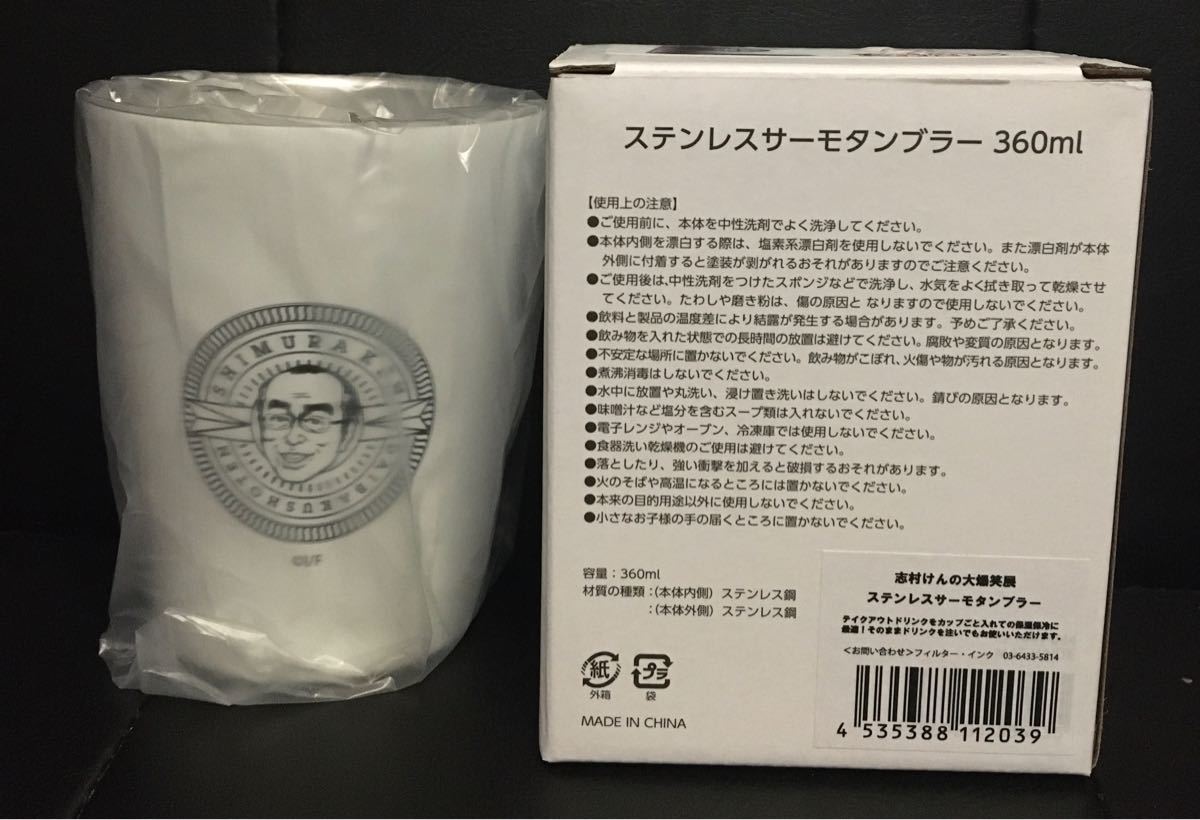 SHIMURA KEN
DAIBAKUSHO TEN
©I/F
ステンレスサーモタンブラー 360ml
【使用上の注意】
●ご使用前に、本体を中性洗剤でよく洗浄してください。
●本体内側を漂白する際は、塩素系漂白剤を使用しないでください。また漂白剤が本体
外側に付着すると塗装が剥がれるおそれがありますのでご注意ください。
●ご使用後は、中性洗剤をつけたスポンジなどで洗浄し、水気をよく拭き取って乾燥させ
てください。たわしや磨き粉は、傷の原因と なりますので使用しないでください。
●飲料と製品の温度差により結露が発生する場合があります。予めご了承ください。
●飲み物を入れた状態での長時間の放置は避けてください。腐敗や変質の原因となります。
●不安定な場所に置かないでください。飲み物がこぼれ、火傷や物が汚れる原因となります。
●煮沸消毒はしないでください。
●水中に放置や丸洗い、浸け置き洗いはしないでください。錆びの原因となります。
●味噌汁など塩分を含むスープ類は入れないでください。
●電子レンジやオーブン、冷凍庫では使用しないでください。
●食器洗い乾燥機のご使用は避けてください。
●落としたり、強い衝撃を加えると破損するおそれがあります。
●火のそばや高温になるところには置かないでください。
●本来の目的用途以外に使用しないでください。
●小さなお子様の手の届くところに置かないでください。
容量：360ml
材質の種類：（本体内側）ステンレス鋼
：（本体外側）ステンレス鋼
紙
外箱
プラ
袋
MADE IN CHINA
志村けんの大爆笑展
ステンレスサーモタンブラー
テイクアウトドリンクをカップごと入れての保温保冷に
最適！そのままドリンクを注いでもお使いいただけます。
＜お問い合わせ＞フィルター・インク 03-6433-5814
4 535388 112039